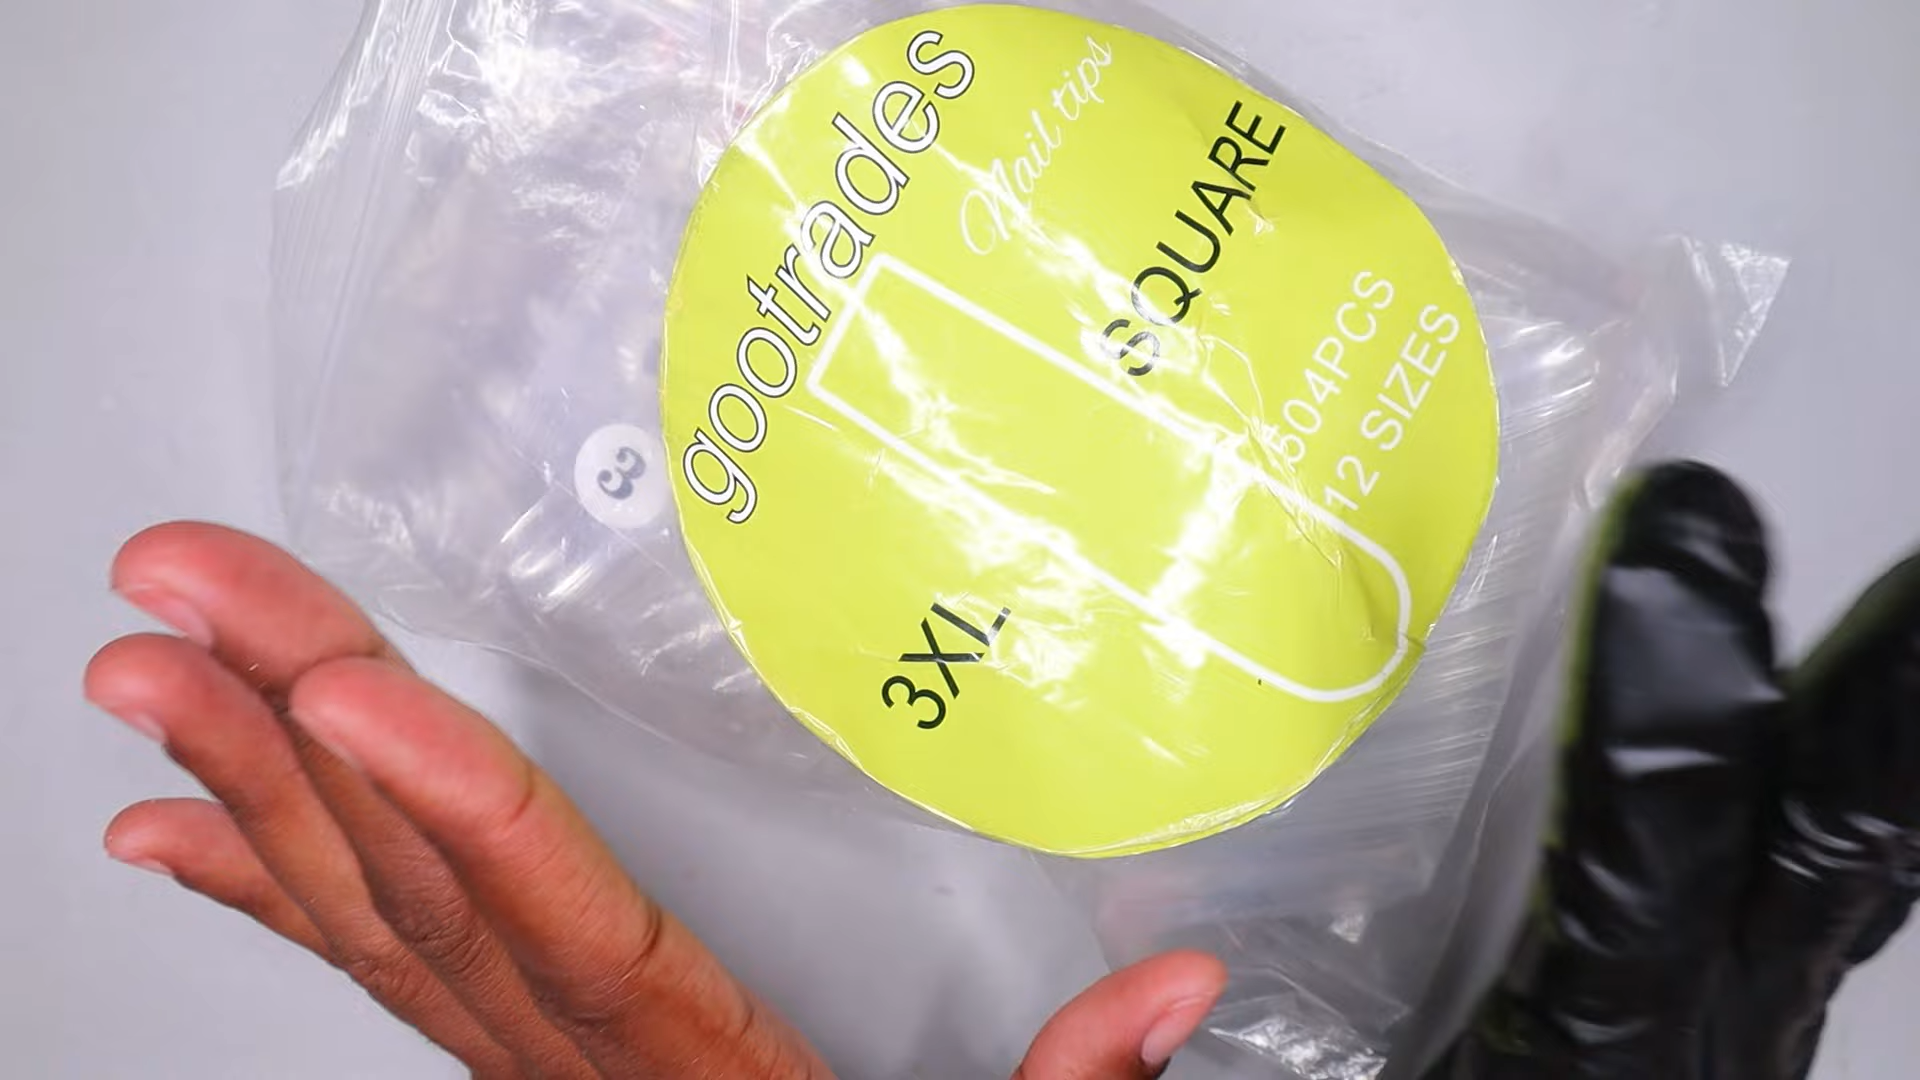 gootrades
Nail tips
SQUARE
504PCS
12 SIZES
3XL
3